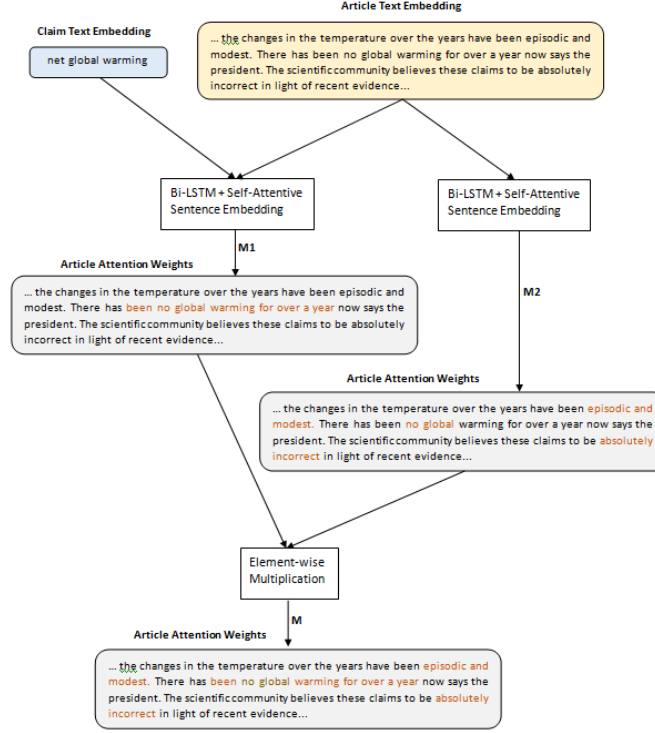 Article Text Embedding
Claim Text Embedding
net global warming
... the changes in the temperature over the years have been episodic and
modest. There has been no global warming for over a year now says the
president. The scientific community believes these claims to be absolutely
incorrect in light of recent evidence...
Bi-LSTM + Self-Attentive
Sentence Embedding
Bi-LSTM + Self-Attentive
Sentence Embedding
M1
Article Attention Weights
... the changes in the temperature over the years have been episodic and
modest. There has been no global warming for over a year now says the
president. The scientific community believes these claims to be absolutely
incorrect in light of recent evidence...
M2
Article Attention Weights
... the changes in the temperature over the years have been episodic and
modest. There has been no global warming for over a year now says the
president. The scientific community believes these claims to be absolutely
incorrect in light of recent evidence...
Element-wise
Multiplication
M
Article Attention Weights
... the changes in the temperature over the years have been episodic and
modest. There has been no global warming for over a year now says the
president. The scientific community believes these claims to be absolutely
incorrect in light of recent evidence...